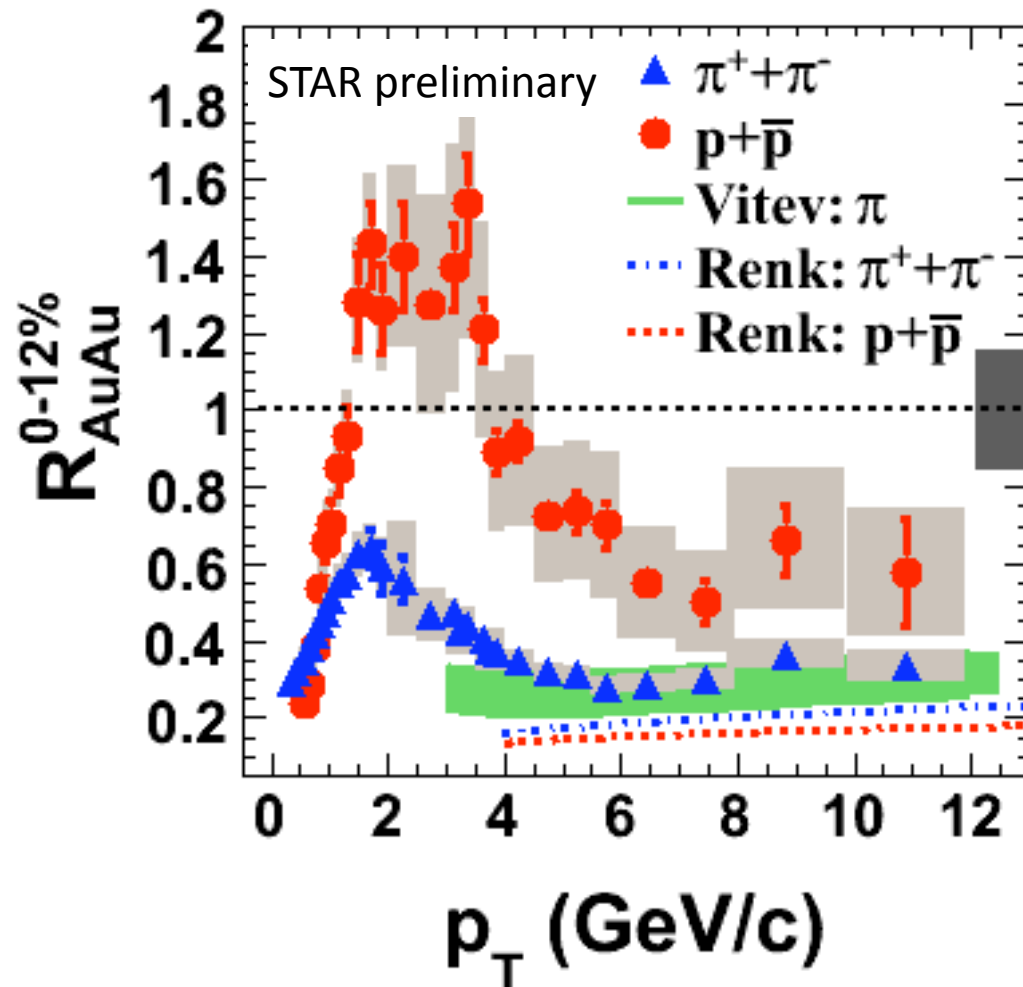 STAR preliminary
π⁺+π⁻
p+p̅
Vitev: π
Renk: π⁺+π⁻
Renk: p+p̅
R^{0-12%}_{AuAu}
2
1.8
1.6
1.4
1.2
1
0.8
0.6
0.4
0.2
0 2 4 6 8 10 12
p_T (GeV/c)